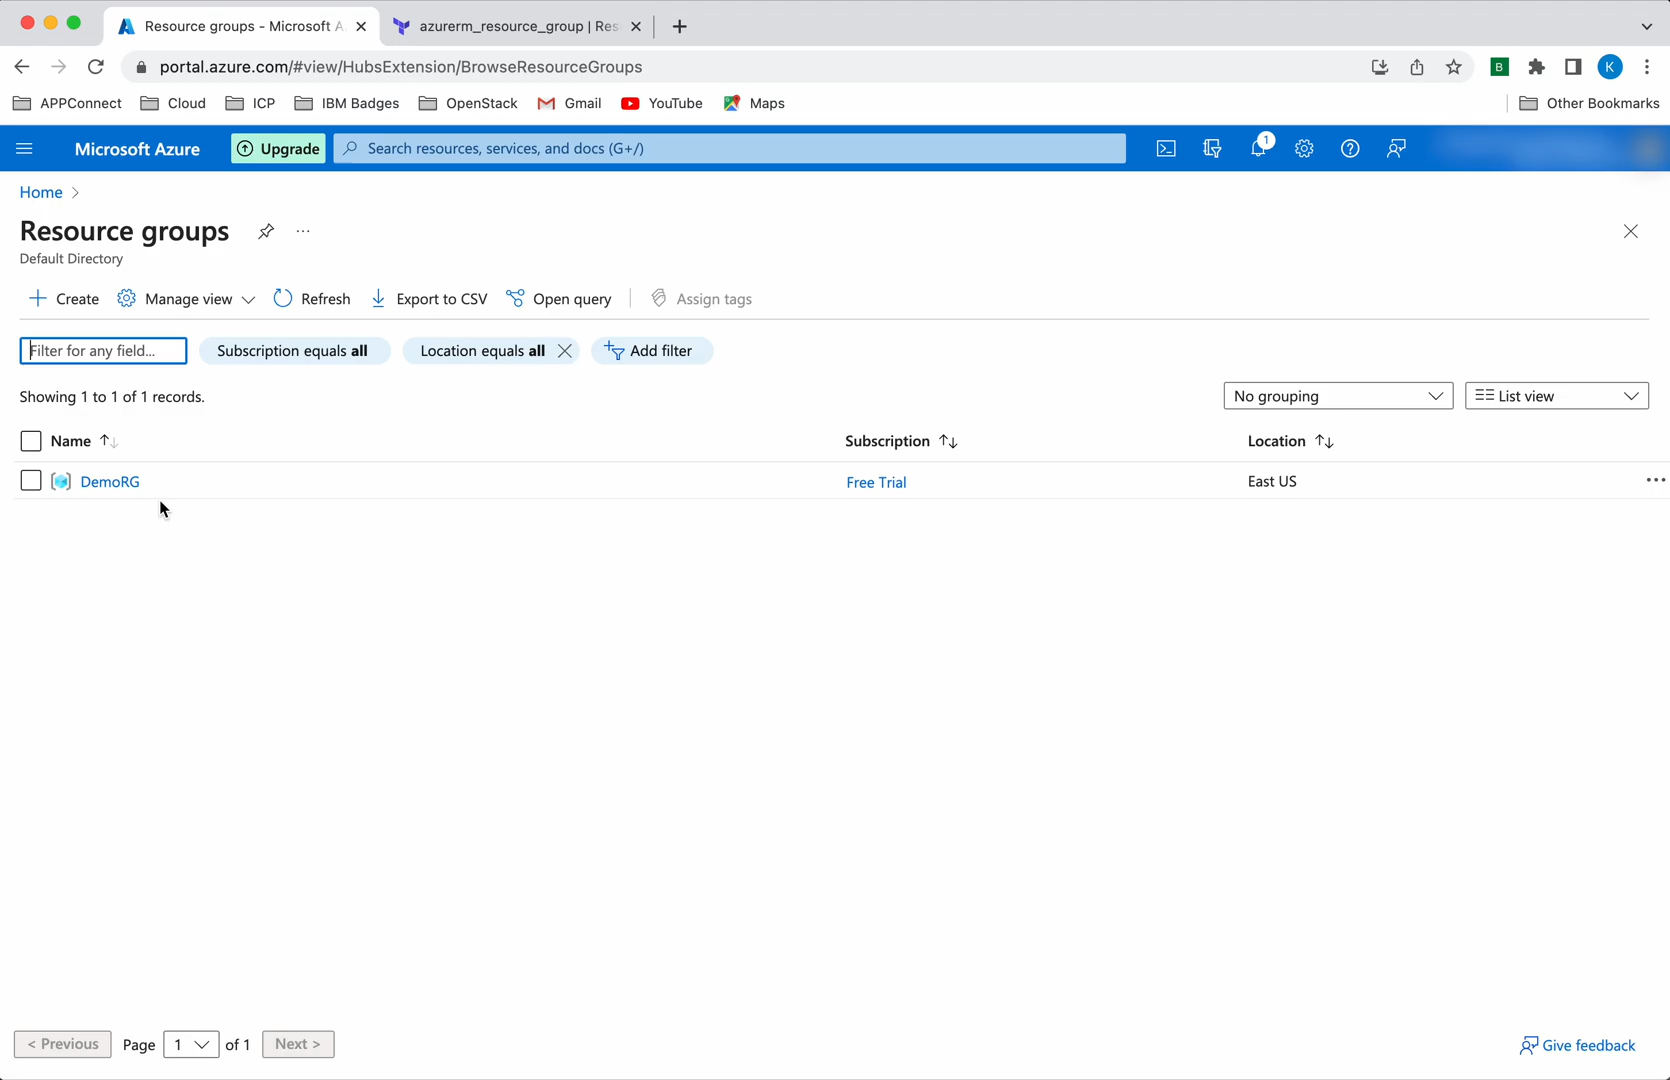 Resource groups - Microsoft A
azurerm_resource_group | Res
portal.azure.com/#view/HubsExtension/BrowseResourceGroups
B
K
APPConnect
Cloud
ICP
IBM Badges
OpenStack
Gmail
YouTube
Maps
Other Bookmarks
Microsoft Azure
Upgrade
Search resources, services, and docs (G+/)
1
Home
Resource groups
Default Directory
Create
Manage view
Refresh
Export to CSV
Open query
Assign tags
Filter for any field...
Subscription equals all
Location equals all
Add filter
Showing 1 to 1 of 1 records.
No grouping
List view
Name
Subscription
Location
DemoRG
Free Trial
East US
< Previous
Page
1
of 1
Next >
Give feedback